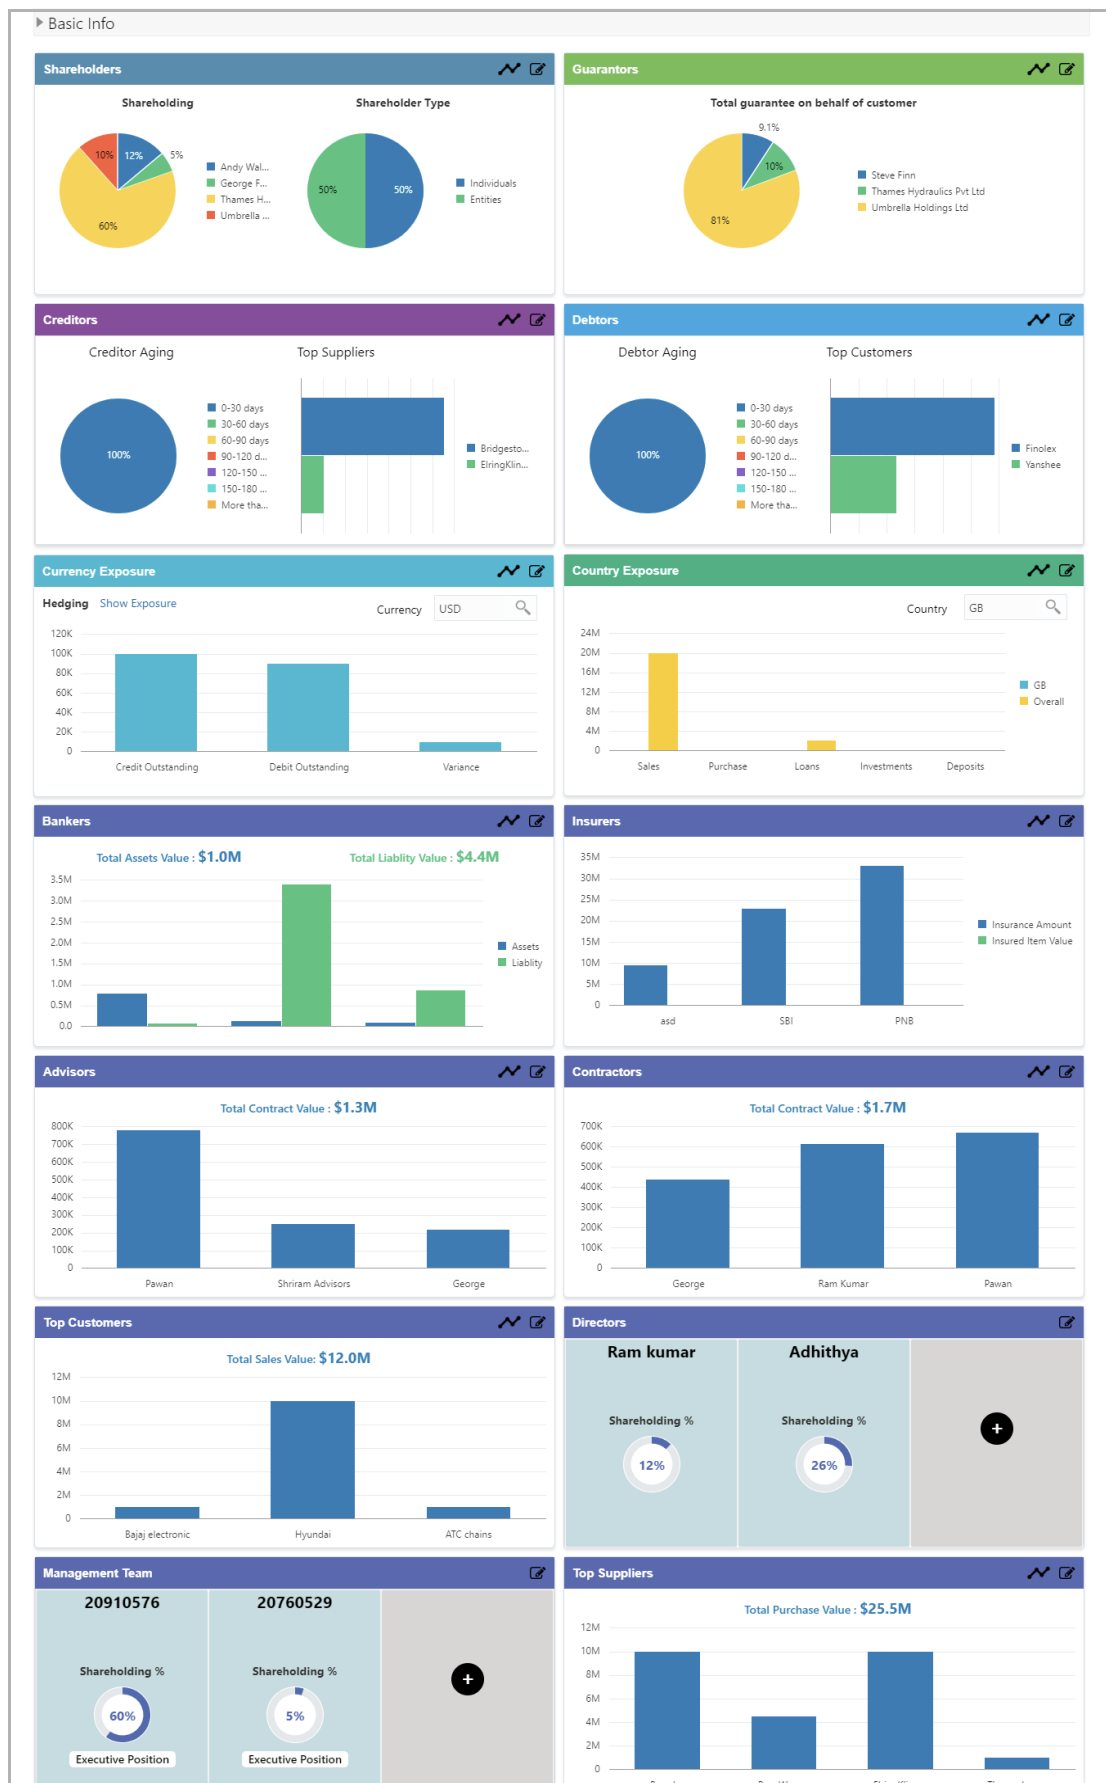 Basic Info
Shareholders
Shareholding
Shareholder Type
10%
12%
5%
60%
Andy Wal...
George F...
Thames H...
Umbrella ...
50%
50%
Individuals
Entities
Guarantors
Total guarantee on behalf of customer
9.1%
10%
81%
Steve Finn
Thames Hydraulics Pvt Ltd
Umbrella Holdings Ltd
Creditors
Creditor Aging
Top Suppliers
100%
0-30 days
30-60 days
60-90 days
90-120 d...
120-150 ...
150-180 ...
More tha...
Bridgesto...
ElringKlin...
Debtors
Debtor Aging
Top Customers
100%
0-30 days
30-60 days
60-90 days
90-120 d...
120-150 ...
150-180 ...
More tha...
Finolex
Yanshee
Currency Exposure
Hedging Show Exposure
Currency USD
120K
100K
80K
60K
40K
20K
0
Credit Outstanding Debit Outstanding Variance
Country Exposure
Country GB
24M
20M
16M
12M
8M
4M
0
Sales Purchase Loans Investments Deposits
GB
Overall
Bankers
Total Assets Value : $1.0M
Total Liablity Value : $4.4M
3.5M
3.0M
2.5M
2.0M
1.5M
1.0M
0.5M
0.0
Assets
Liablity
Insurers
35M
30M
25M
20M
15M
10M
5M
0
asd SBI PNB
Insurance Amount
Insured Item Value
Advisors
Total Contract Value : $1.3M
800K
700K
600K
500K
400K
300K
200K
100K
0
Pawan Shriram Advisors George
Contractors
Total Contract Value : $1.7M
700K
600K
500K
400K
300K
200K
100K
0
George Ram Kumar Pawan
Top Customers
Total Sales Value: $12.0M
12M
10M
8M
6M
4M
2M
0
Bajaj electronic Hyundai ATC chains
Directors
Ram kumar
Shareholding %
12%
Adhithya
Shareholding %
26%
Management Team
20910576
Shareholding %
60%
Executive Position
20760529
Shareholding %
5%
Executive Position
Top Suppliers
Total Purchase Value : $25.5M
12M
10M
8M
6M
4M
2M
0